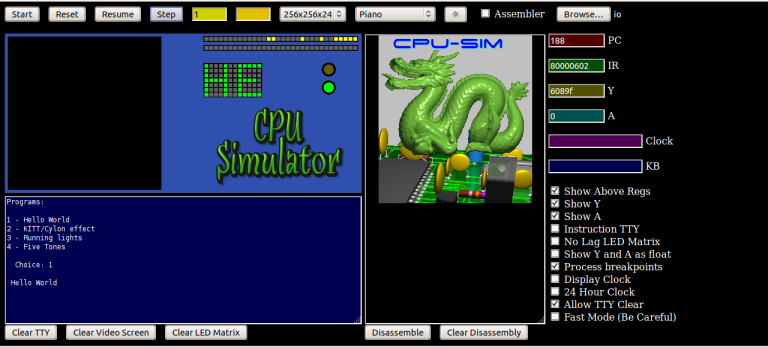 Start Reset Resume Step 1 256x256x24 Piano Assembler Browse... io
CPU-SIM
188 PC
80000602 IR
6089f Y
0 A
Clock
KB
HE
CPU
Simulator
Programs:
1 - Hello World
2 - KITT/Cylon effect
3 - Running lights
4 - Five Tones
Choice: 1
Hello World
Show Above Regs
Show Y
Show A
Instruction TTY
No Lag LED Matrix
Show Y and A as float
Process breakpoints
Display Clock
24 Hour Clock
Allow TTY Clear
Fast Mode (Be Careful)
Clear TTY Clear Video Screen Clear LED Matrix Disassemble Clear Disassembly